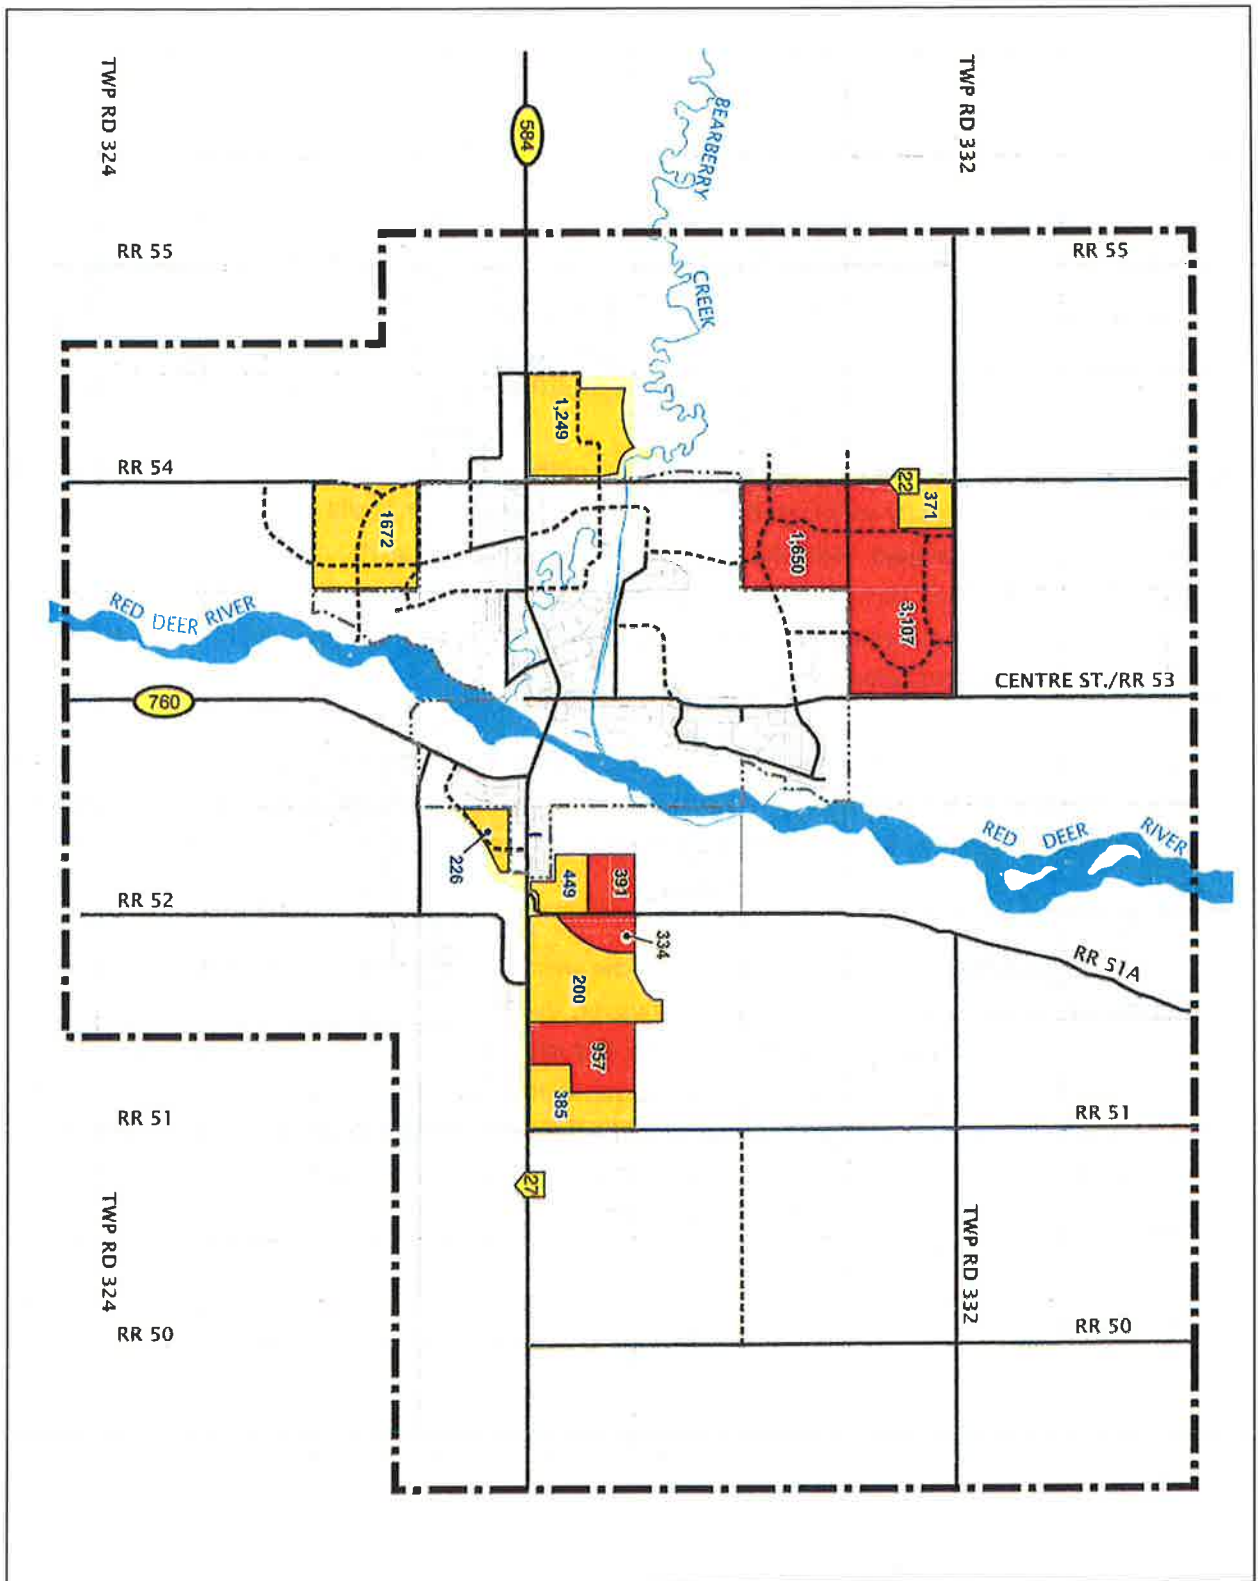 TWP RD 324
584
BEARBERRY
CREEK
TWP RD 332
RR 55
RR 55
1,249
RR 54
22
371
1672
1,650
3,107
RED DEER RIVER
CENTRE ST./RR 53
760
RED DEER RIVER
226
449
391
RR 52
334
RR 51A
200
957
385
RR 51
RR 51
27
TWP RD 324
TWP RD 332
RR 50
RR 50